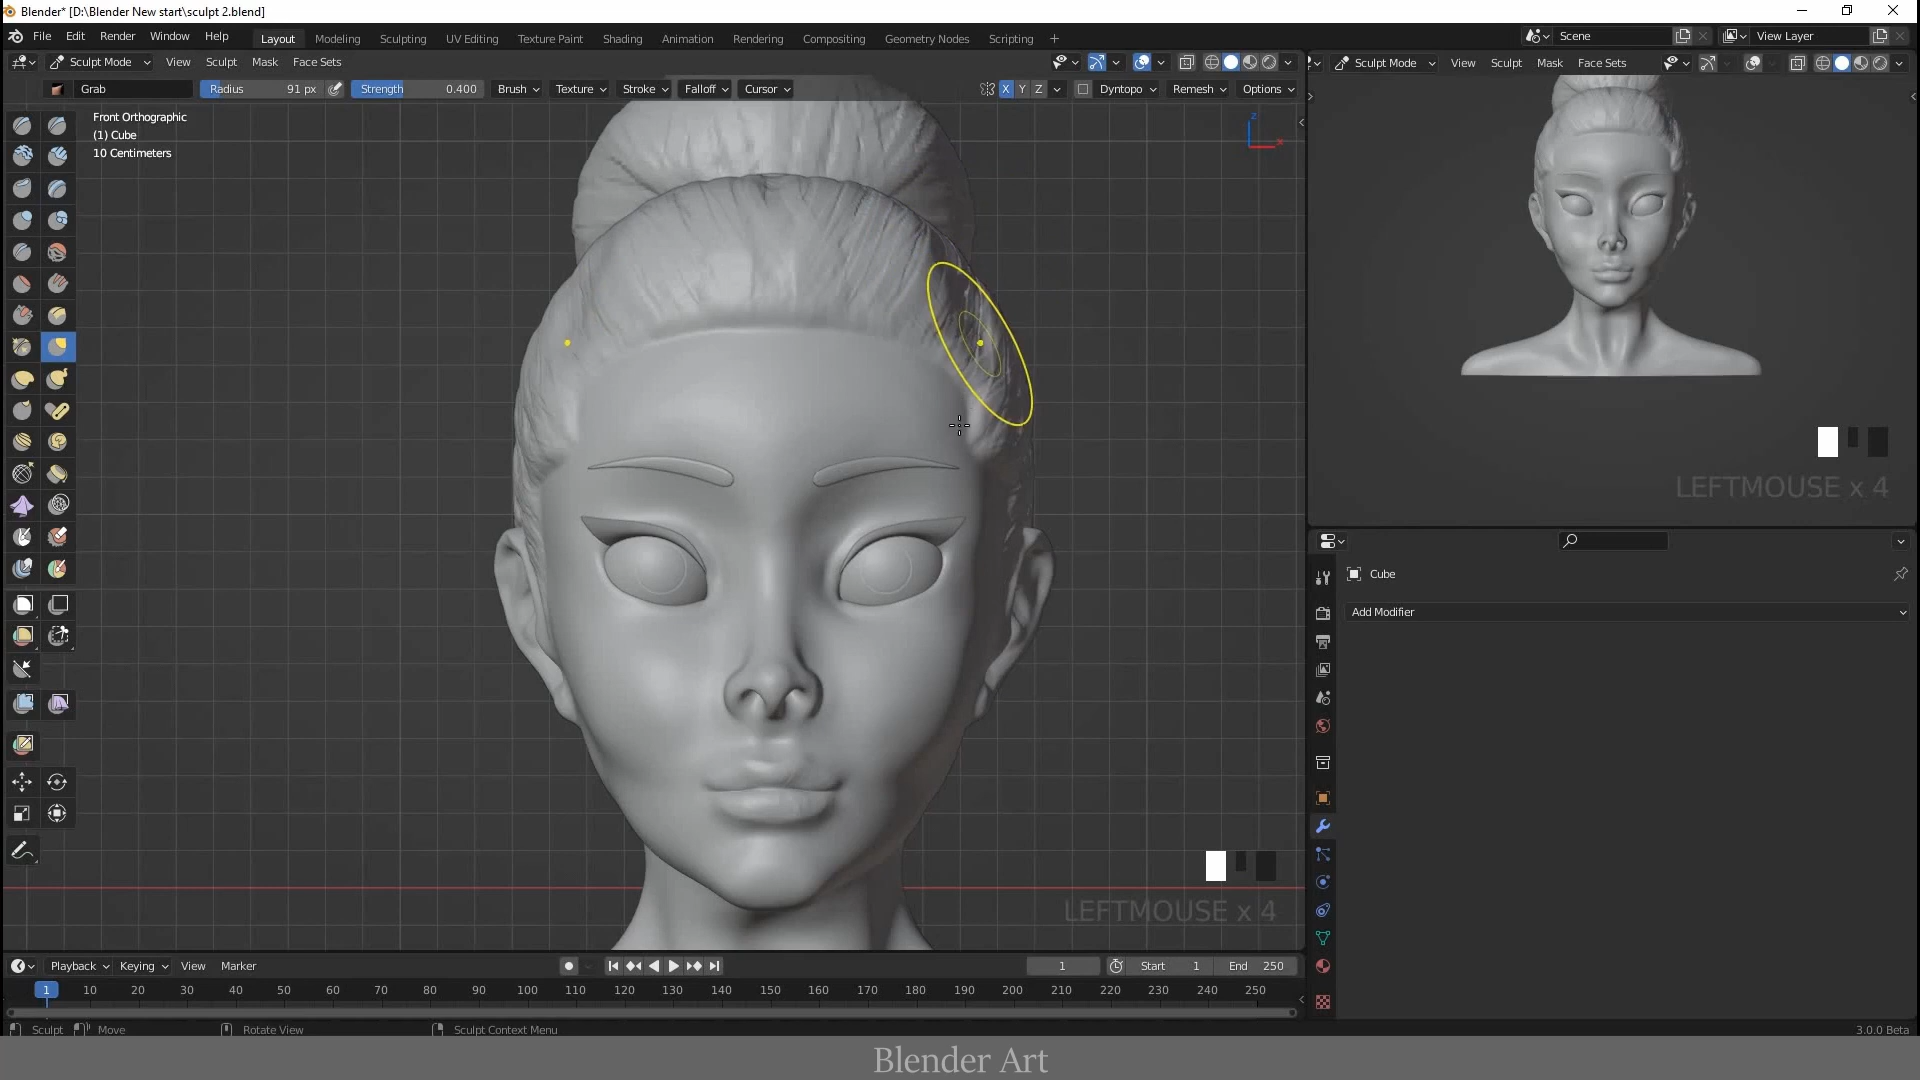 Blender* [D:\Blender New start\sculpt 2.blend]
File Edit Render Window Help
Layout Modeling Sculpting UV Editing Texture Paint Shading Animation Rendering Compositing Geometry Nodes Scripting +
Scene
View Layer
Sculpt Mode View Sculpt Mask Face Sets
Sculpt Mode View Sculpt Mask Face Sets
Grab Radius 91 px Strength 0.400 Brush Texture Stroke Falloff Cursor
X Y Z Dyntopo Remesh Options
Front Orthographic
(1) Cube
10 Centimeters
Z
X
LEFTMOUSE x 4
Cube
Add Modifier
LEFTMOUSE x 4
Playback Keying View Marker
1 Start 1 End 250
1 10 20 30 40 50 60 70 80 90 100 110 120 130 140 150 160 170 180 190 200 210 220 230 240 250
Sculpt Move Rotate View Sculpt Context Menu
3.0.0 Beta
Blender Art